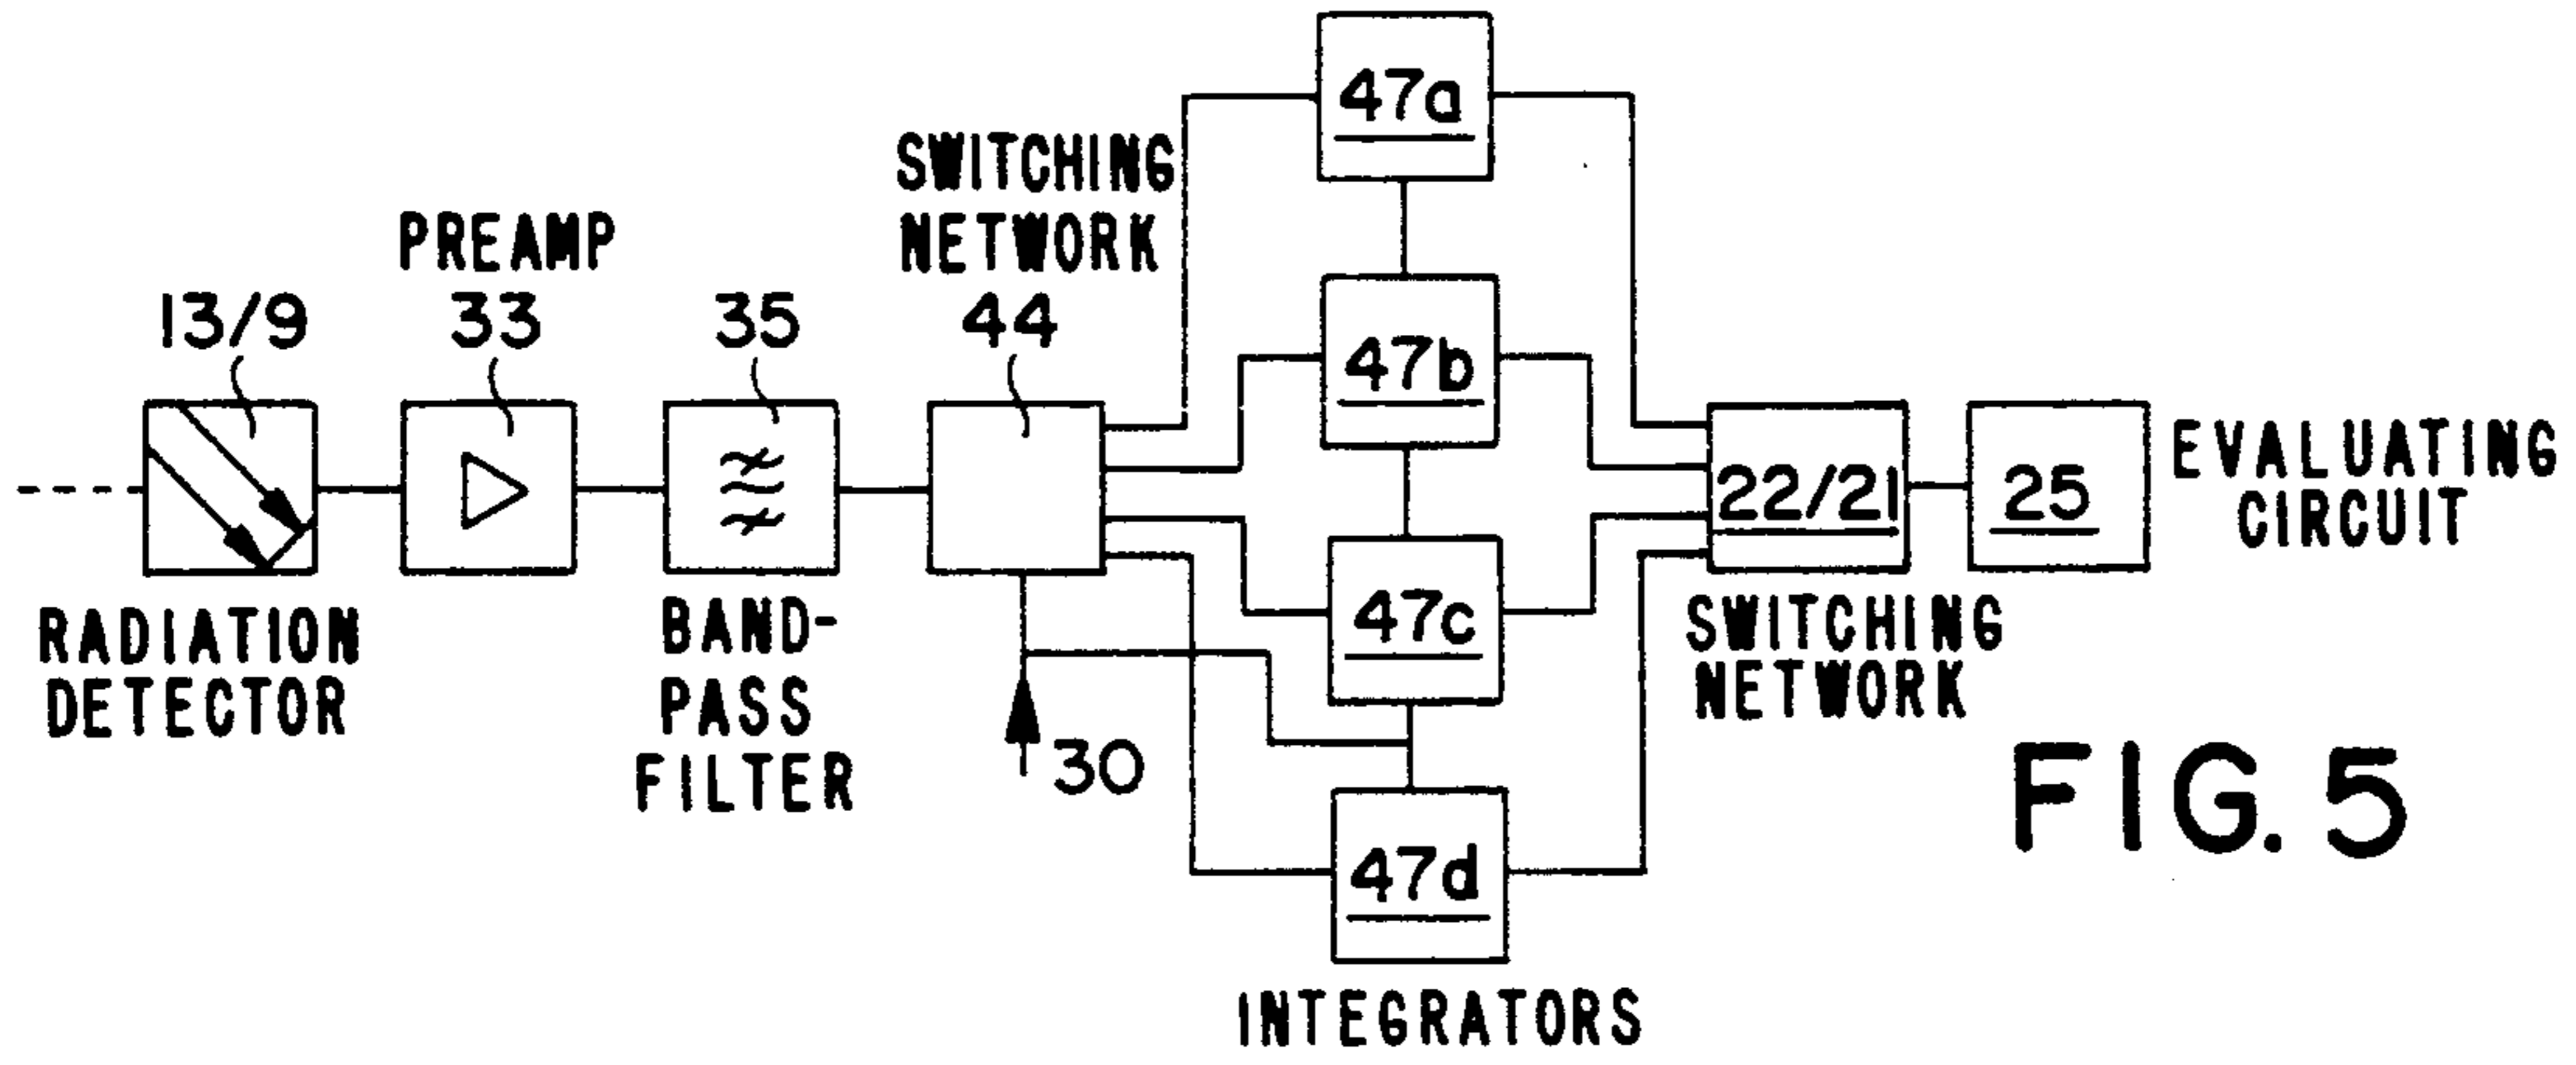 13/9
RADIATION
DETECTOR
PREAMP
33
35
BAND-
PASS
FILTER
SWITCHING
NETWORK
44
30
47a
47b
47c
47d
INTEGRATORS
22/21
SWITCHING
NETWORK
25
EVALUATING
CIRCUIT
FIG. 5